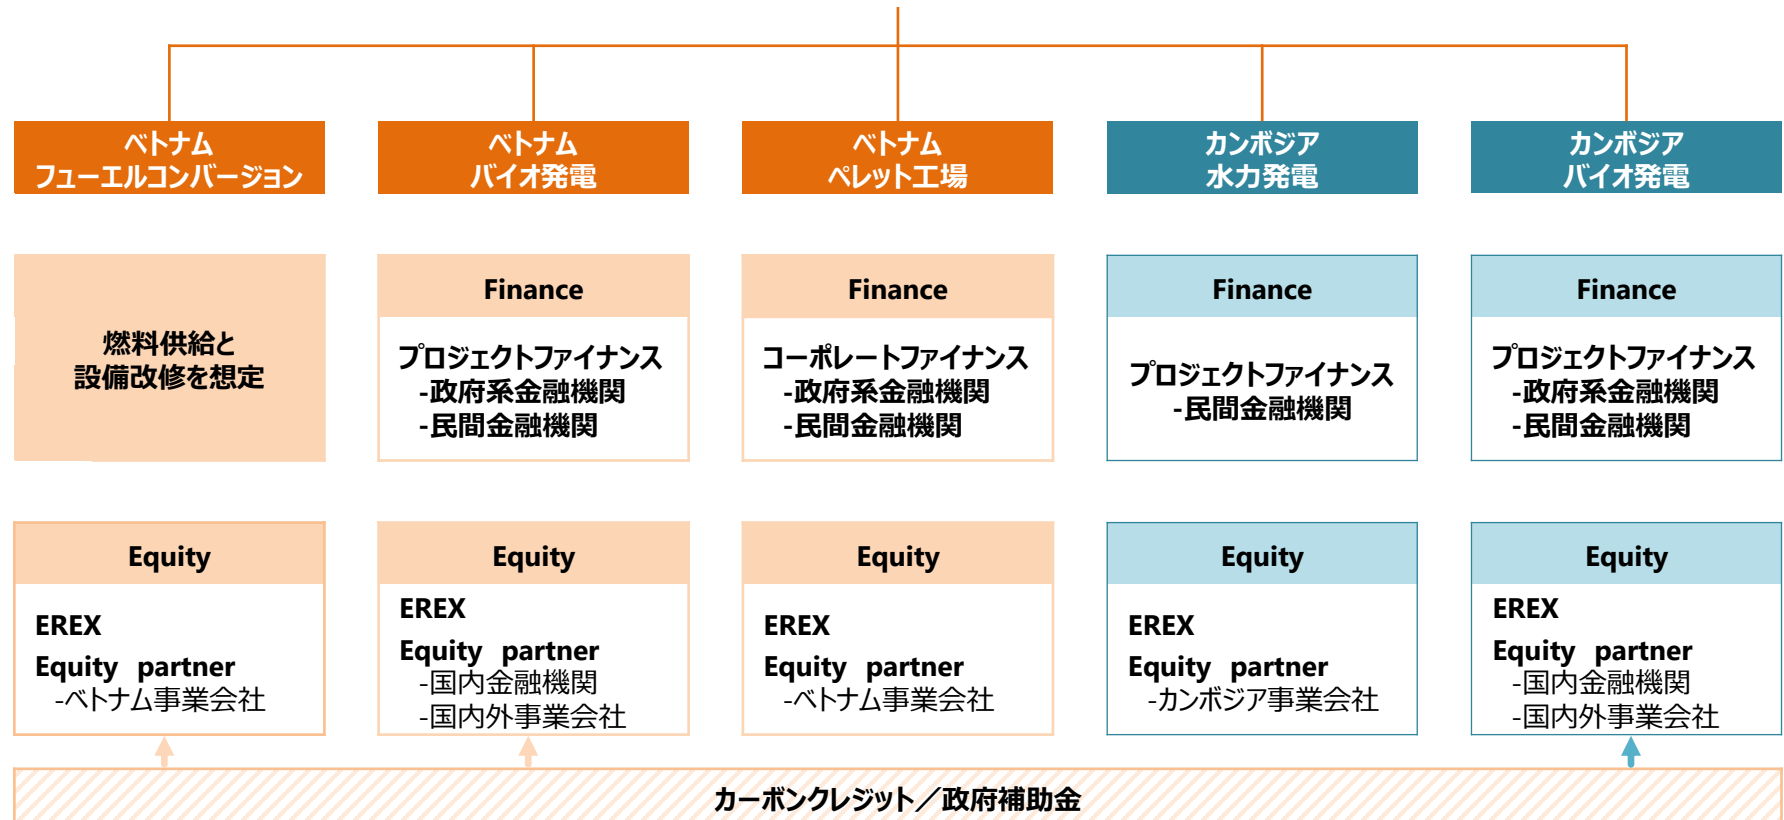 ベトナム
フューエルコンバージョン
ベトナム
バイオ発電
ベトナム
ペレット工場
カンボジア
水力発電
カンボジア
バイオ発電
燃料供給と
設備改修を想定
Finance
プロジェクトファイナンス
-政府系金融機関
-民間金融機関
Finance
コーポレートファイナンス
-政府系金融機関
-民間金融機関
Finance
プロジェクトファイナンス
-民間金融機関
Finance
プロジェクトファイナンス
-政府系金融機関
-民間金融機関
Equity
EREX
Equity partner
-ベトナム事業会社
Equity
EREX
Equity partner
-国内金融機関
-国内外事業会社
Equity
EREX
Equity partner
-ベトナム事業会社
Equity
EREX
Equity partner
-カンボジア事業会社
Equity
EREX
Equity partner
-国内金融機関
-国内外事業会社
カーボンクレジット／政府補助金